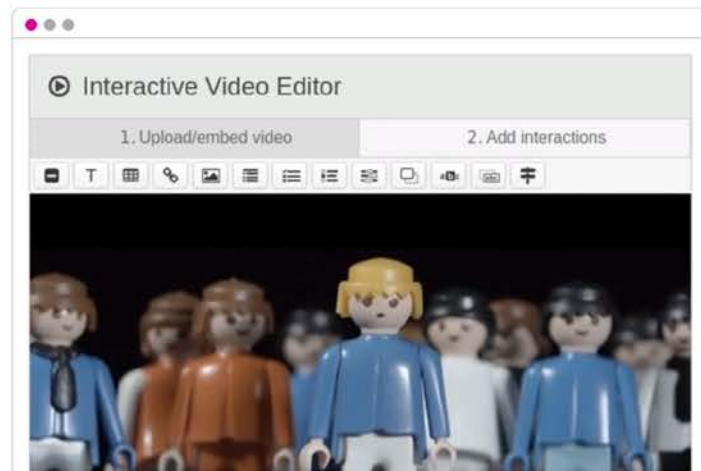 Interactive Video Editor
1. Upload/embed video
2. Add interactions
T